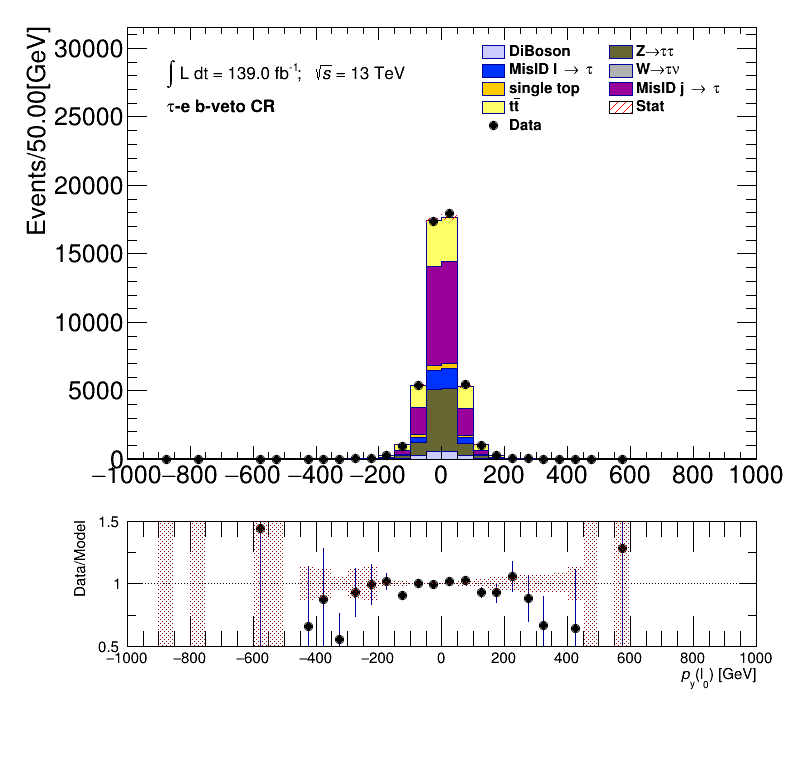 Events/50.00[GeV]
30000
25000
20000
15000
10000
5000
0
∫ L dt = 139.0 fb⁻¹; √s = 13 TeV
τ-e b-veto CR
DiBoson
Z→ττ
MisID l → τ
W→τν
single top
MisID j → τ
tt̄
Stat
Data
−1000 −800 −600 −400 −200 0 200 400 600 800 1000
Data/Model
1.5
1
0.5
−1000 −800 −600 −400 −200 0 200 400 600 800 1000
p_y(l_0) [GeV]